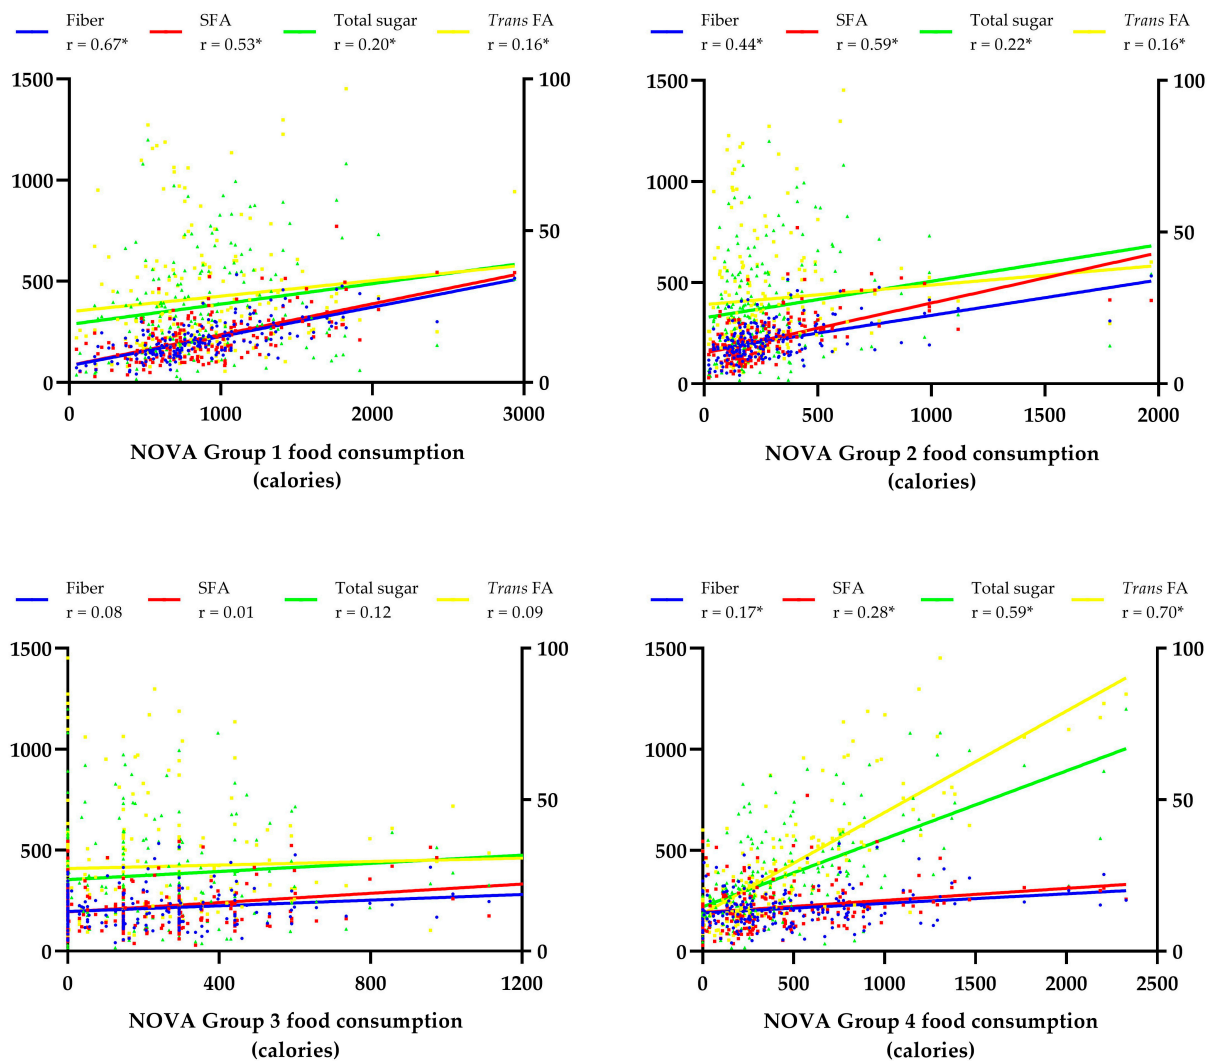 Fiber SFA Total sugar Trans FA
r = 0.67* r = 0.53* r = 0.20* r = 0.16*
1500 100
1000
50
500
0 0
0 1000 2000 3000
NOVA Group 1 food consumption
(calories)
Fiber SFA Total sugar Trans FA
r = 0.44* r = 0.59* r = 0.22* r = 0.16*
1500 100
1000
50
500
0 0
0 500 1000 1500 2000
NOVA Group 2 food consumption
(calories)
Fiber SFA Total sugar Trans FA
r = 0.08 r = 0.01 r = 0.12 r = 0.09
1500 100
1000
50
500
0 0
0 400 800 1200
NOVA Group 3 food consumption
(calories)
Fiber SFA Total sugar Trans FA
r = 0.17* r = 0.28* r = 0.59* r = 0.70*
1500 100
1000
50
500
0 0
0 500 1000 1500 2000 2500
NOVA Group 4 food consumption
(calories)